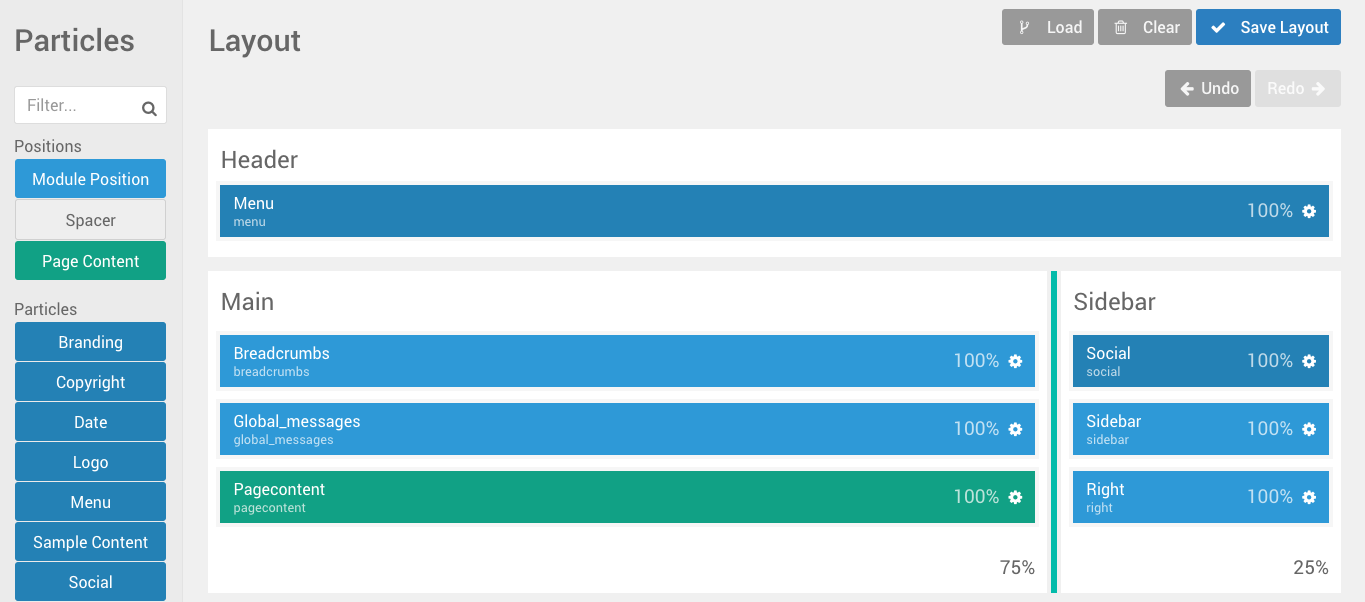 Particles
Filter...
Positions
Module Position
Spacer
Page Content
Particles
Branding
Copyright
Date
Logo
Menu
Sample Content
Social
Layout
Load
Clear
Save Layout
Undo
Redo
Header
Menu
menu
100%
Main
Breadcrumbs
breadcrumbs
100%
Global_messages
global_messages
100%
Pagecontent
pagecontent
100%
75%
Sidebar
Social
social
100%
Sidebar
sidebar
100%
Right
right
100%
25%